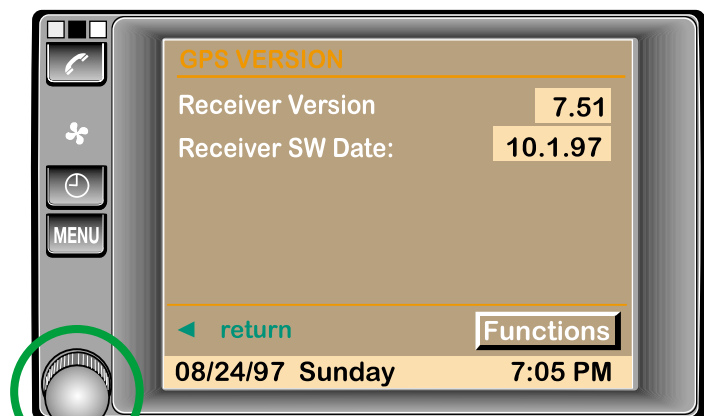 GPS VERSION
Receiver Version 7.51
Receiver SW Date: 10.1.97
MENU
◄ return Functions
08/24/97 Sunday 7:05 PM